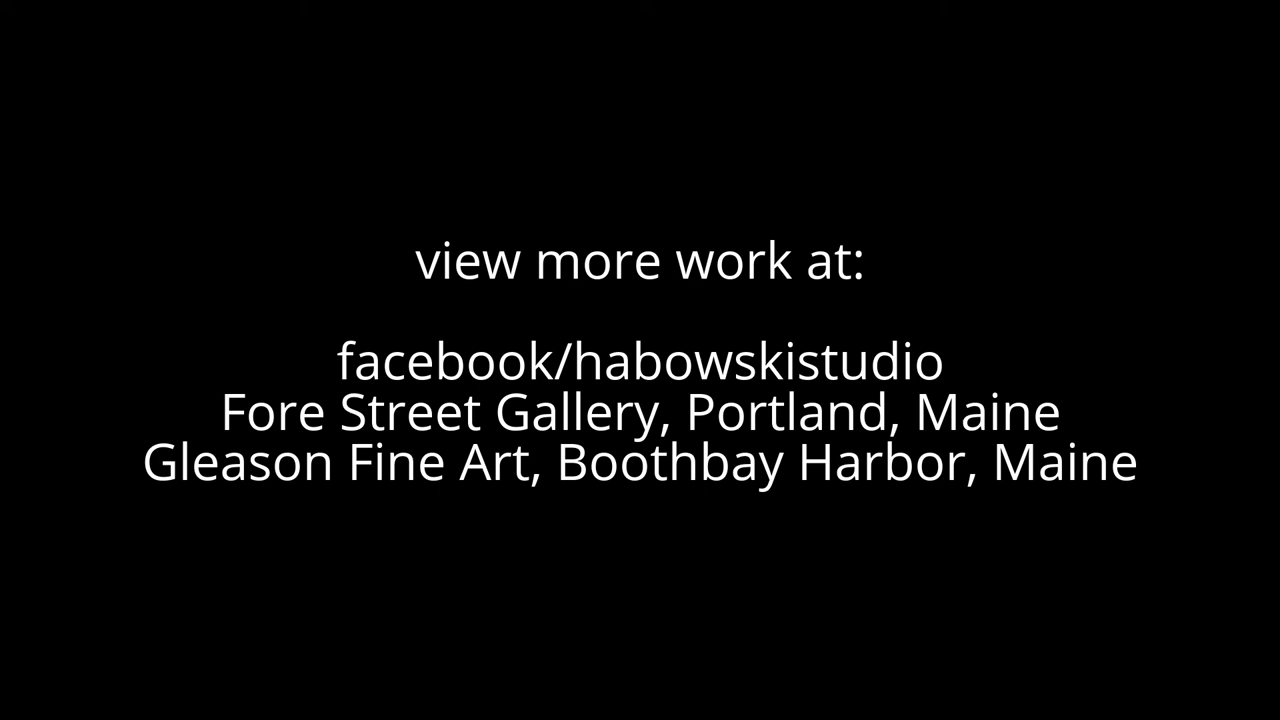 view more work at:
facebook/habowskistudio
Fore Street Gallery, Portland, Maine
Gleason Fine Art, Boothbay Harbor, Maine